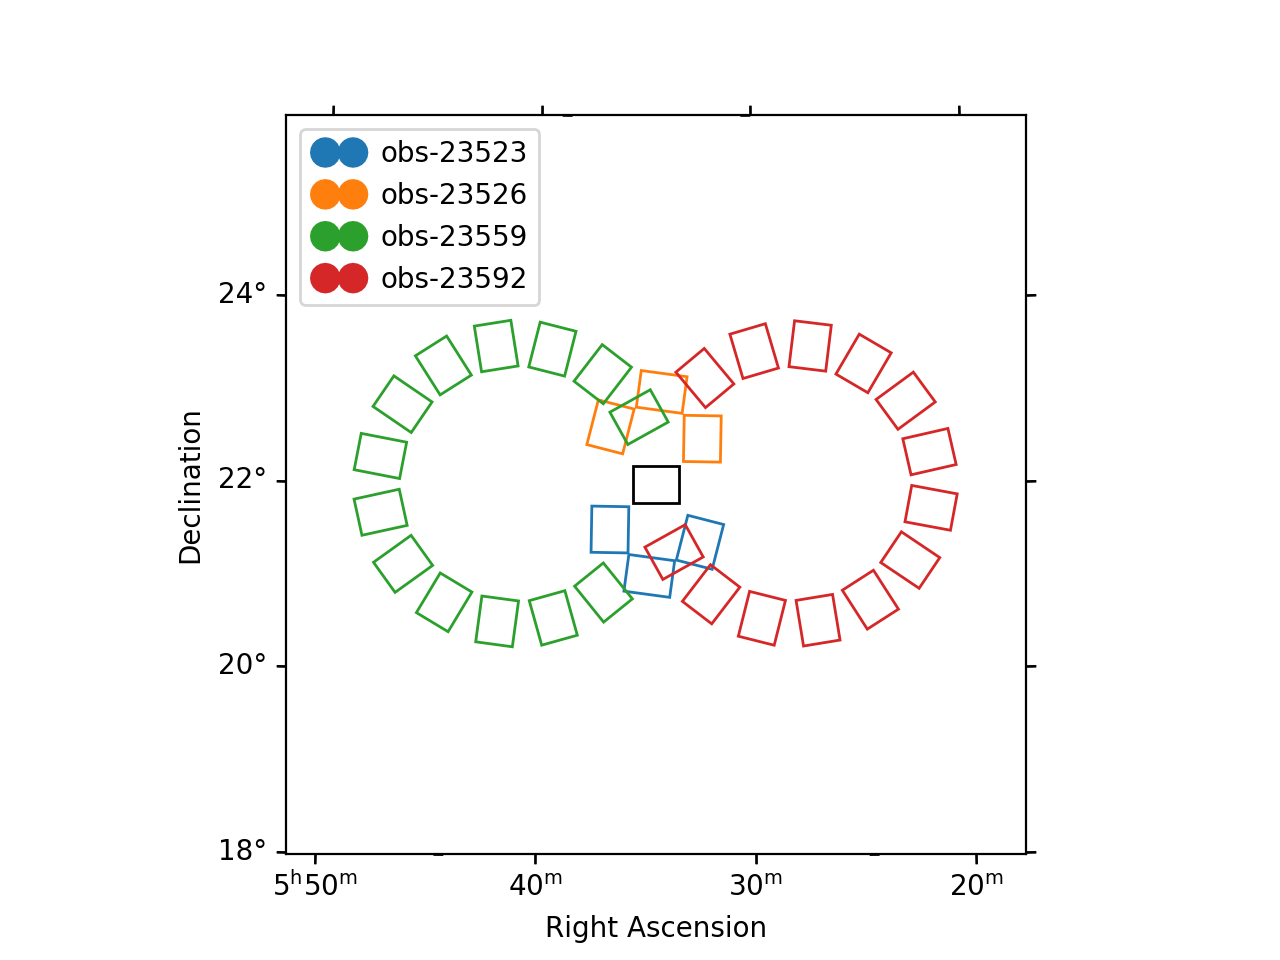 obs-23523
obs-23526
obs-23559
obs-23592
24°
22°
20°
18°
Declination
5ʰ50ᵐ 40ᵐ 30ᵐ 20ᵐ
Right Ascension